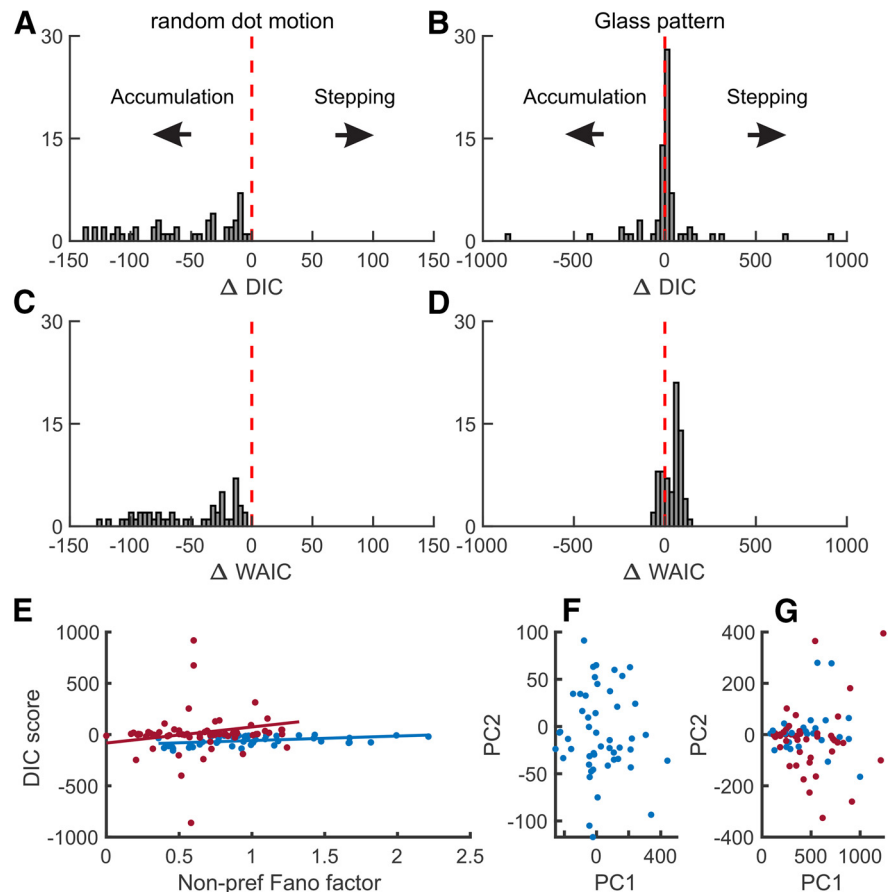 A
random dot motion
30
15
0
Accumulation
Stepping
-150
-100
-50
0
50
100
150
Δ DIC
B
Glass pattern
30
15
0
Accumulation
Stepping
-1000
-500
0
500
1000
Δ DIC
C
30
15
0
-150
-100
-50
0
50
100
150
Δ WAIC
D
30
15
0
-1000
-500
0
500
1000
Δ WAIC
E
1000
500
0
-500
-1000
DIC score
0
0.5
1
1.5
2
2.5
Non-pref Fano factor
F
100
50
0
-50
-100
PC2
0
400
PC1
G
400
200
0
-200
-400
PC2
0
500
1000
PC1